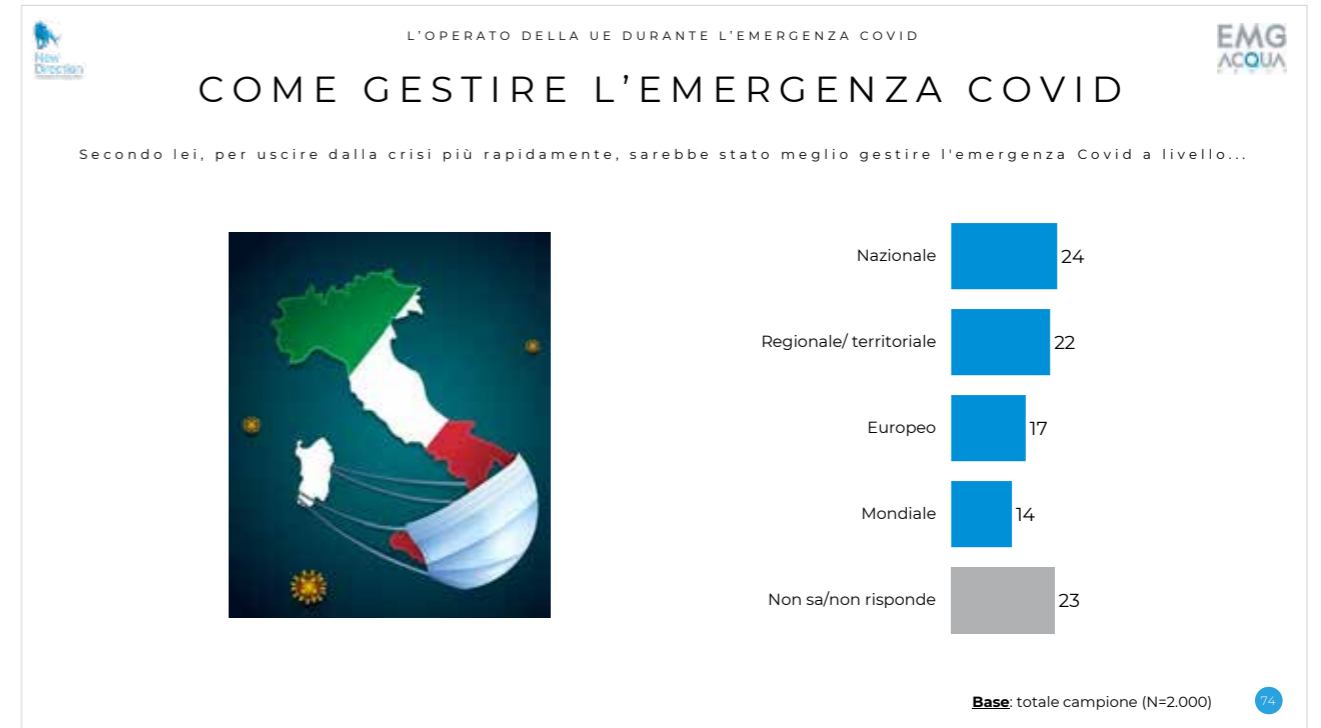 New
Direction
L'OPERATO DELLA UE DURANTE L'EMERGENZA COVID
EMG
ACQUA
COME GESTIRE L'EMERGENZA COVID
Secondo lei, per uscire dalla crisi più rapidamente, sarebbe stato meglio gestire l'emergenza Covid a livello...
Nazionale 24
Regionale/ territoriale 22
Europeo 17
Mondiale 14
Non sa/non risponde 23
Base: totale campione (N=2.000)
74